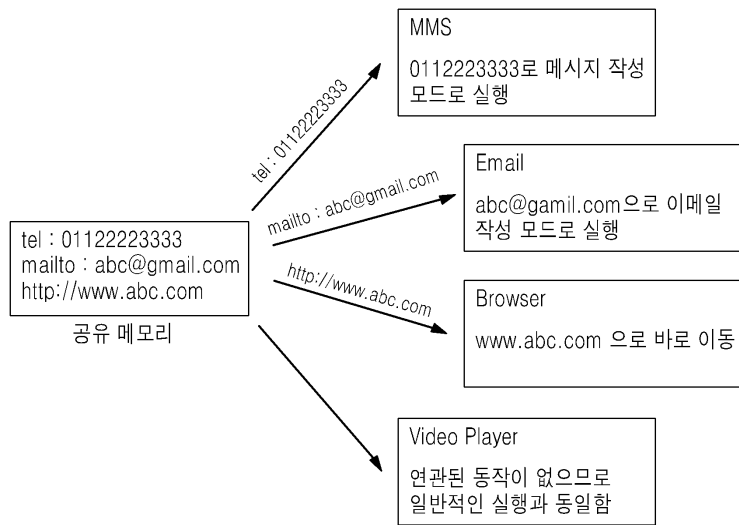 MMS
0112223333로 메시지 작성
모드로 실행
tel : 01122223333
Email
abc@gamil.com으로 이메일
작성 모드로 실행
mailto : abc@gmail.com
tel : 01122223333
mailto : abc@gmail.com
http://www.abc.com
공유 메모리
http://www.abc.com
Browser
www.abc.com 으로 바로 이동
Video Player
연관된 동작이 없으므로
일반적인 실행과 동일함